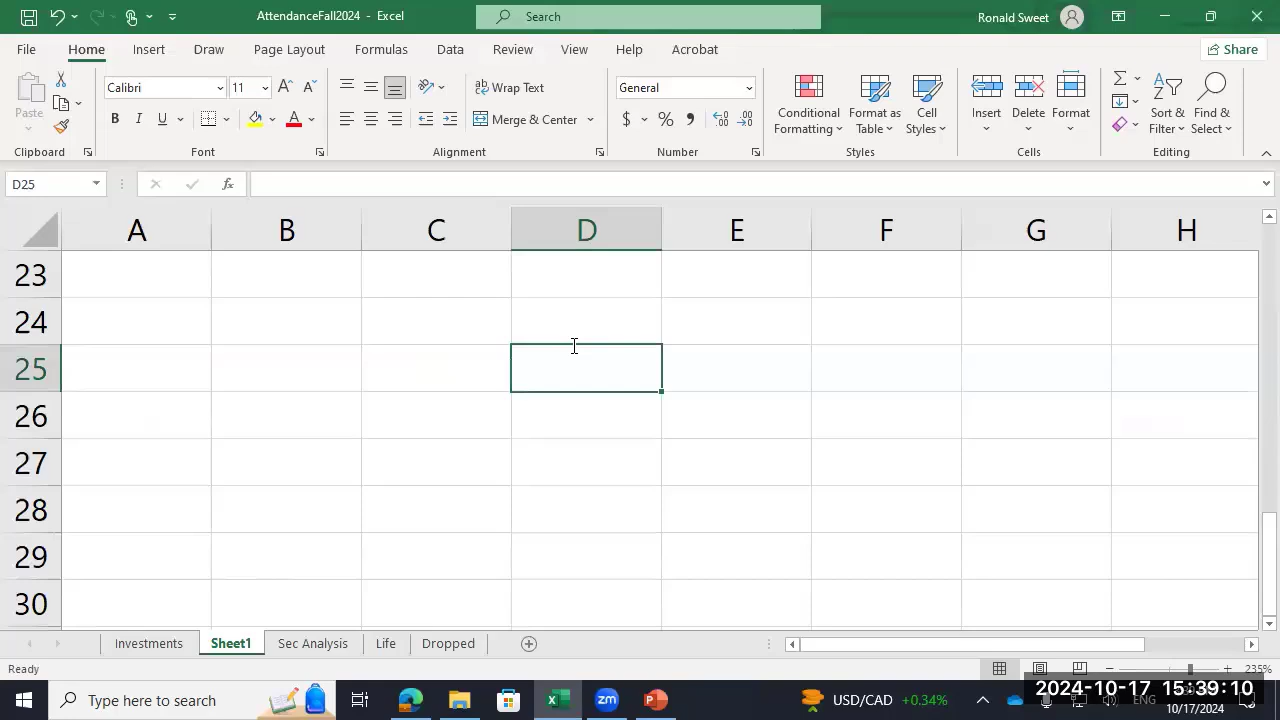 AttendanceFall2024 - Excel
Search
Ronald Sweet
File Home Insert Draw Page Layout Formulas Data Review View Help Acrobat
Share
Paste
Clipboard
Calibri 11
Font
Wrap Text
Merge & Center
Alignment
General
Number
Conditional Formatting
Format as Table
Cell Styles
Styles
Insert
Delete
Format
Cells
Sort & Filter
Find & Select
Editing
D25
fx
A B C D E F G H
23
24
25
26
27
28
29
30
Investments Sheet1 Sec Analysis Life Dropped
Ready
235%
Type here to search
USD/CAD +0.34%
ENG
2024-10-17 15:39:10
10/17/2024